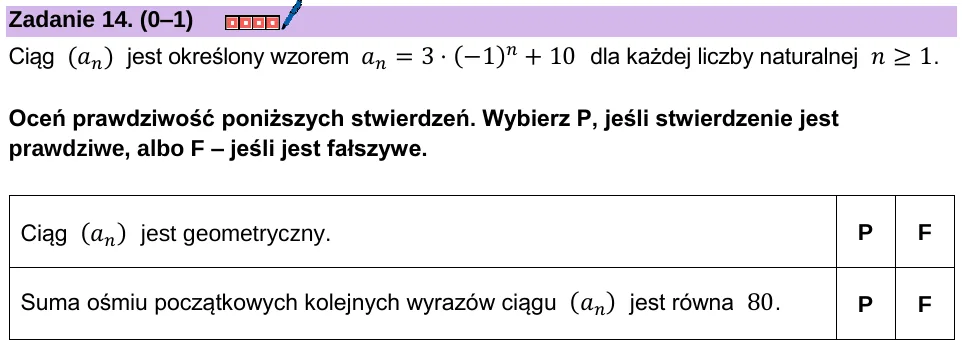 Zadanie 14. (0–1)
Ciąg (aₙ) jest określony wzorem aₙ = 3 · (−1)ⁿ + 10 dla każdej liczby naturalnej n ≥ 1.
Oceń prawdziwość poniższych stwierdzeń. Wybierz P, jeśli stwierdzenie jest
prawdziwe, albo F – jeśli jest fałszywe.
Ciąg (aₙ) jest geometryczny. P F
Suma ośmiu początkowych kolejnych wyrazów ciągu (aₙ) jest równa 80. P F